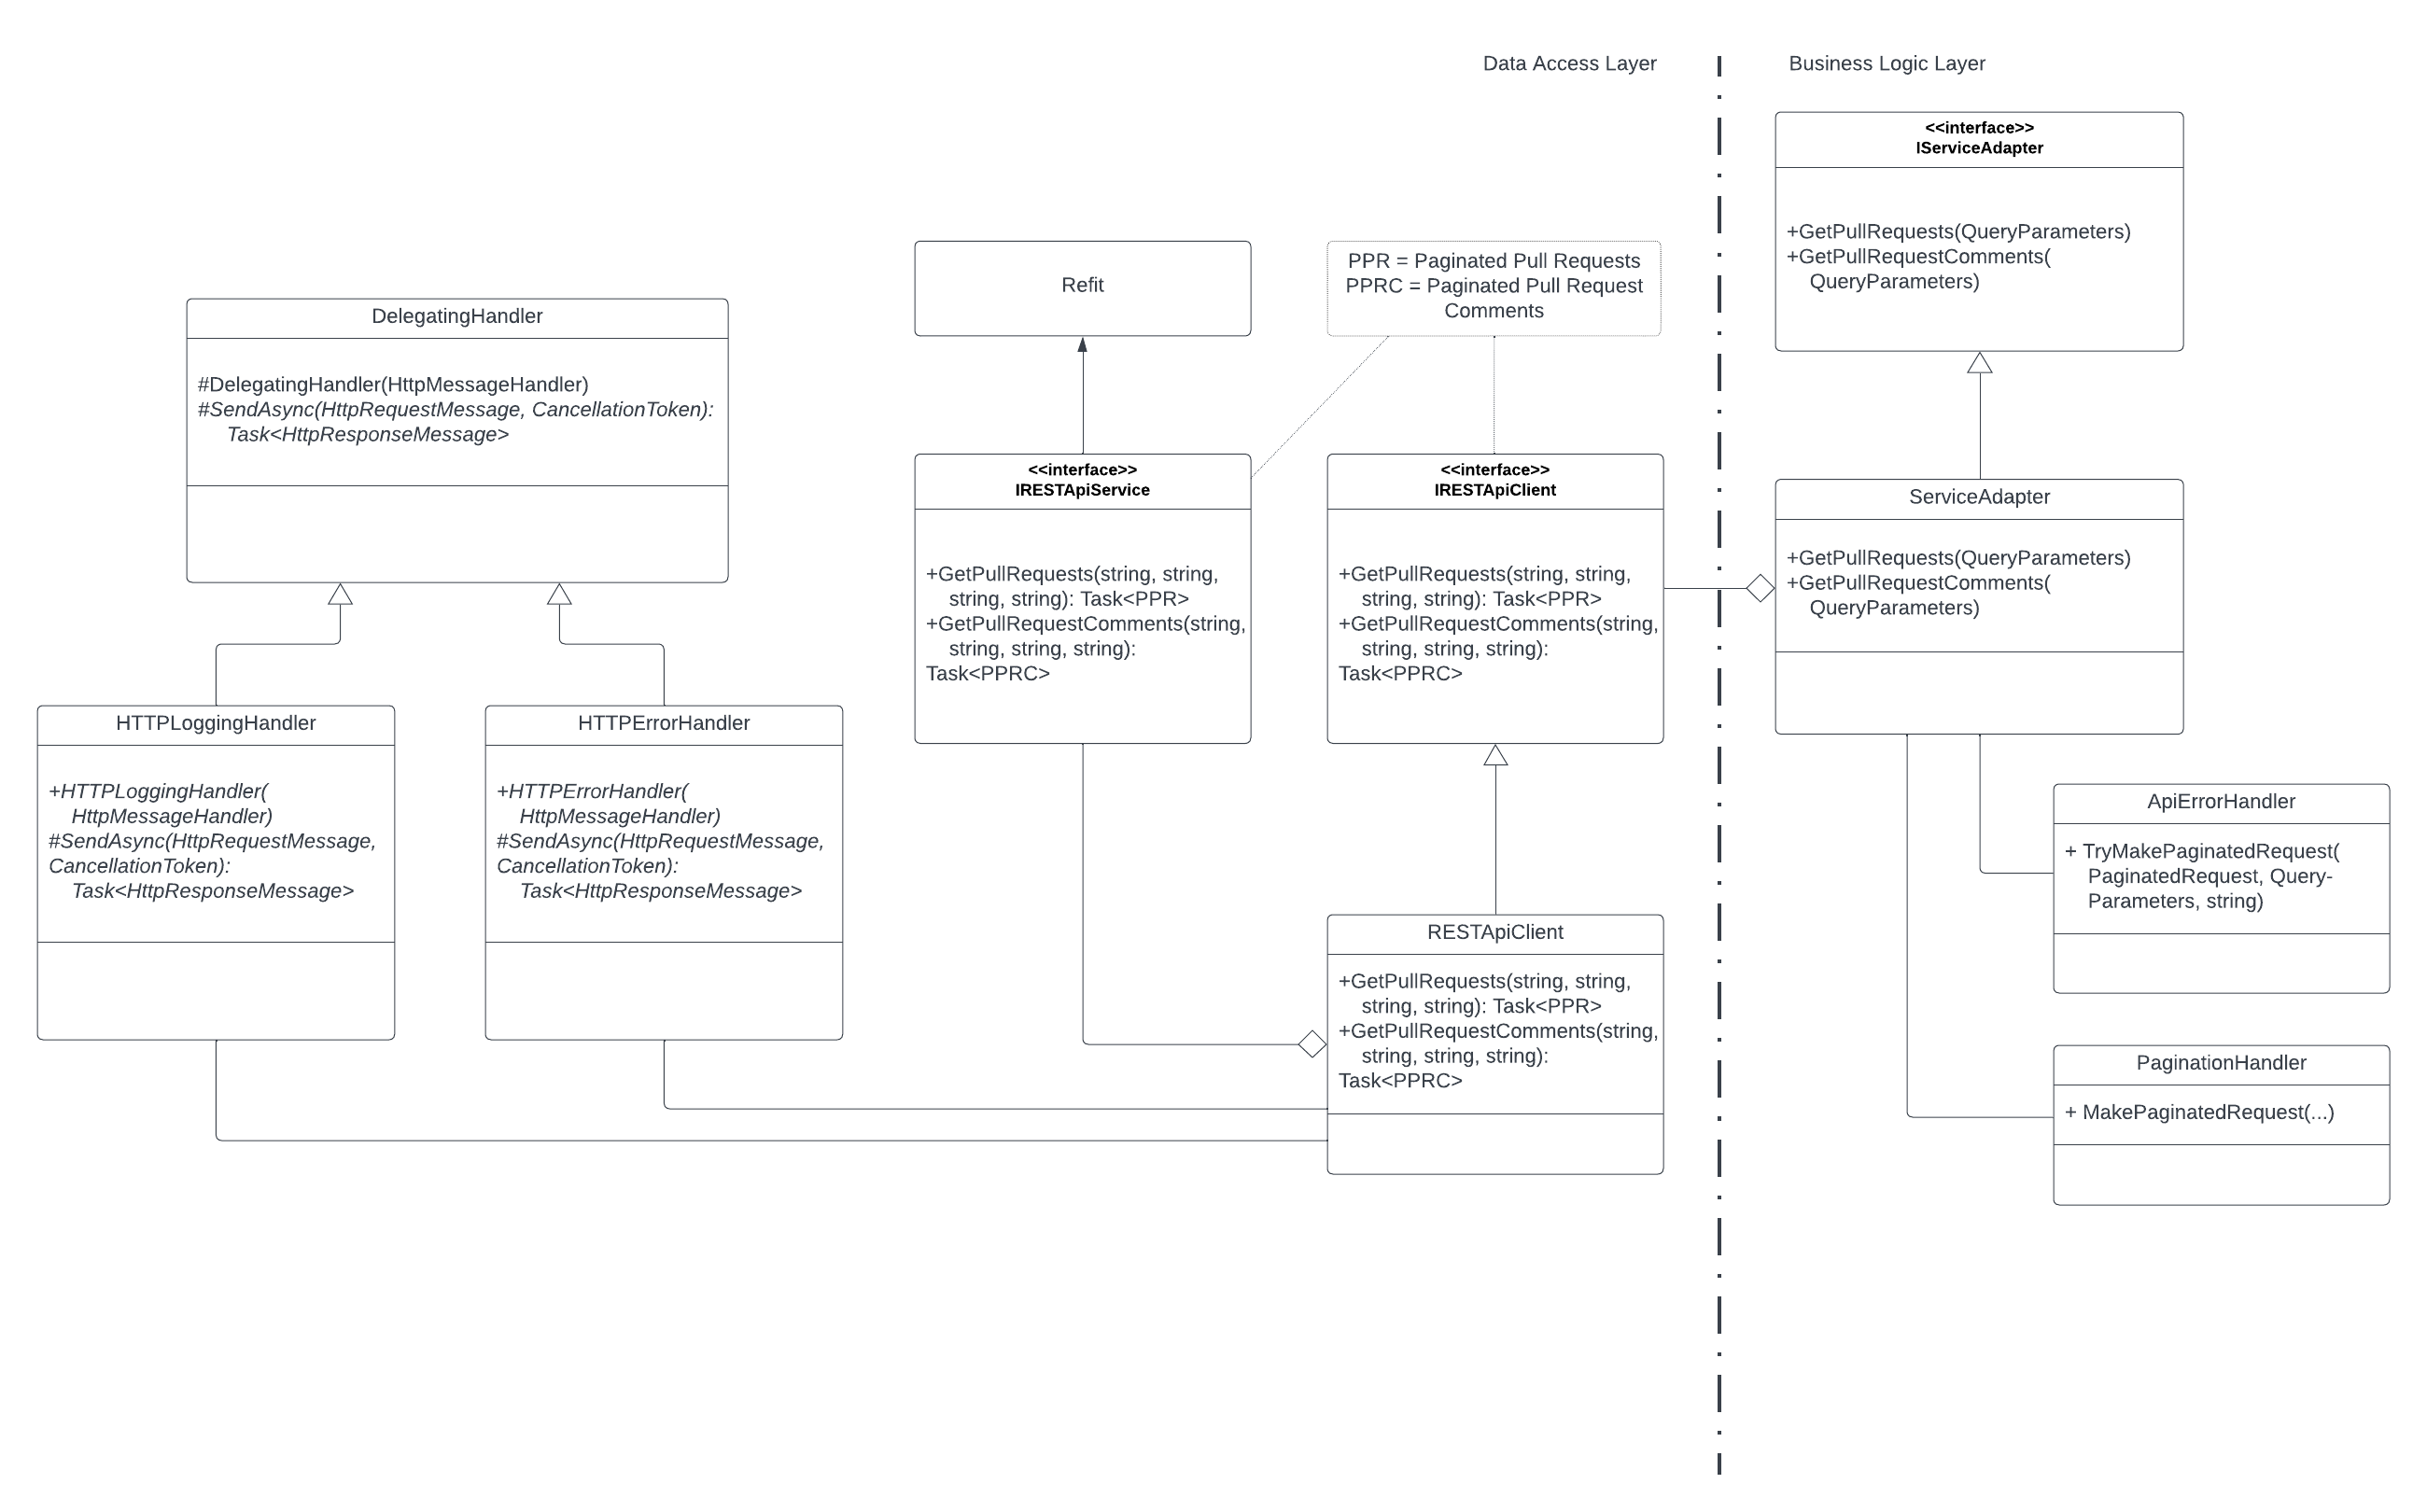 Data Access Layer
Business Logic Layer
<<interface>>
IServiceAdapter
+GetPullRequests(QueryParameters)
+GetPullRequestComments(
QueryParameters)
Refit
PPR = Paginated Pull Requests
PPRC = Paginated Pull Request
Comments
DelegatingHandler
#DelegatingHandler(HttpMessageHandler)
#SendAsync(HttpRequestMessage, CancellationToken):
Task<HttpResponseMessage>
<<interface>>
IRESTApiService
+GetPullRequests(string, string,
string, string): Task<PPR>
+GetPullRequestComments(string,
string, string, string):
Task<PPRC>
<<interface>>
IRESTApiClient
+GetPullRequests(string, string,
string, string): Task<PPR>
+GetPullRequestComments(string,
string, string, string):
Task<PPRC>
ServiceAdapter
+GetPullRequests(QueryParameters)
+GetPullRequestComments(
QueryParameters)
HTTPLoggingHandler
+HTTPLoggingHandler(
HttpMessageHandler)
#SendAsync(HttpRequestMessage,
CancellationToken):
Task<HttpResponseMessage>
HTTPErrorHandler
+HTTPErrorHandler(
HttpMessageHandler)
#SendAsync(HttpRequestMessage,
CancellationToken):
Task<HttpResponseMessage>
ApiErrorHandler
+ TryMakePaginatedRequest(
PaginatedRequest, Query-
Parameters, string)
RESTApiClient
+GetPullRequests(string, string,
string, string): Task<PPR>
+GetPullRequestComments(string,
string, string, string):
Task<PPRC>
PaginationHandler
+ MakePaginatedRequest(...)